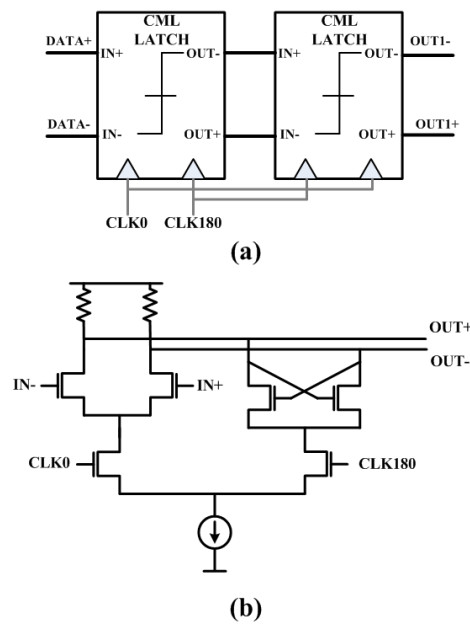 CML
LATCH
CML
LATCH
DATA+
IN+
OUT-
IN+
OUT-
OUT1-
DATA-
IN-
OUT+
IN-
OUT+
OUT1+
CLK0
CLK180
(a)
OUT+
OUT-
IN-
IN+
CLK0
CLK180
(b)